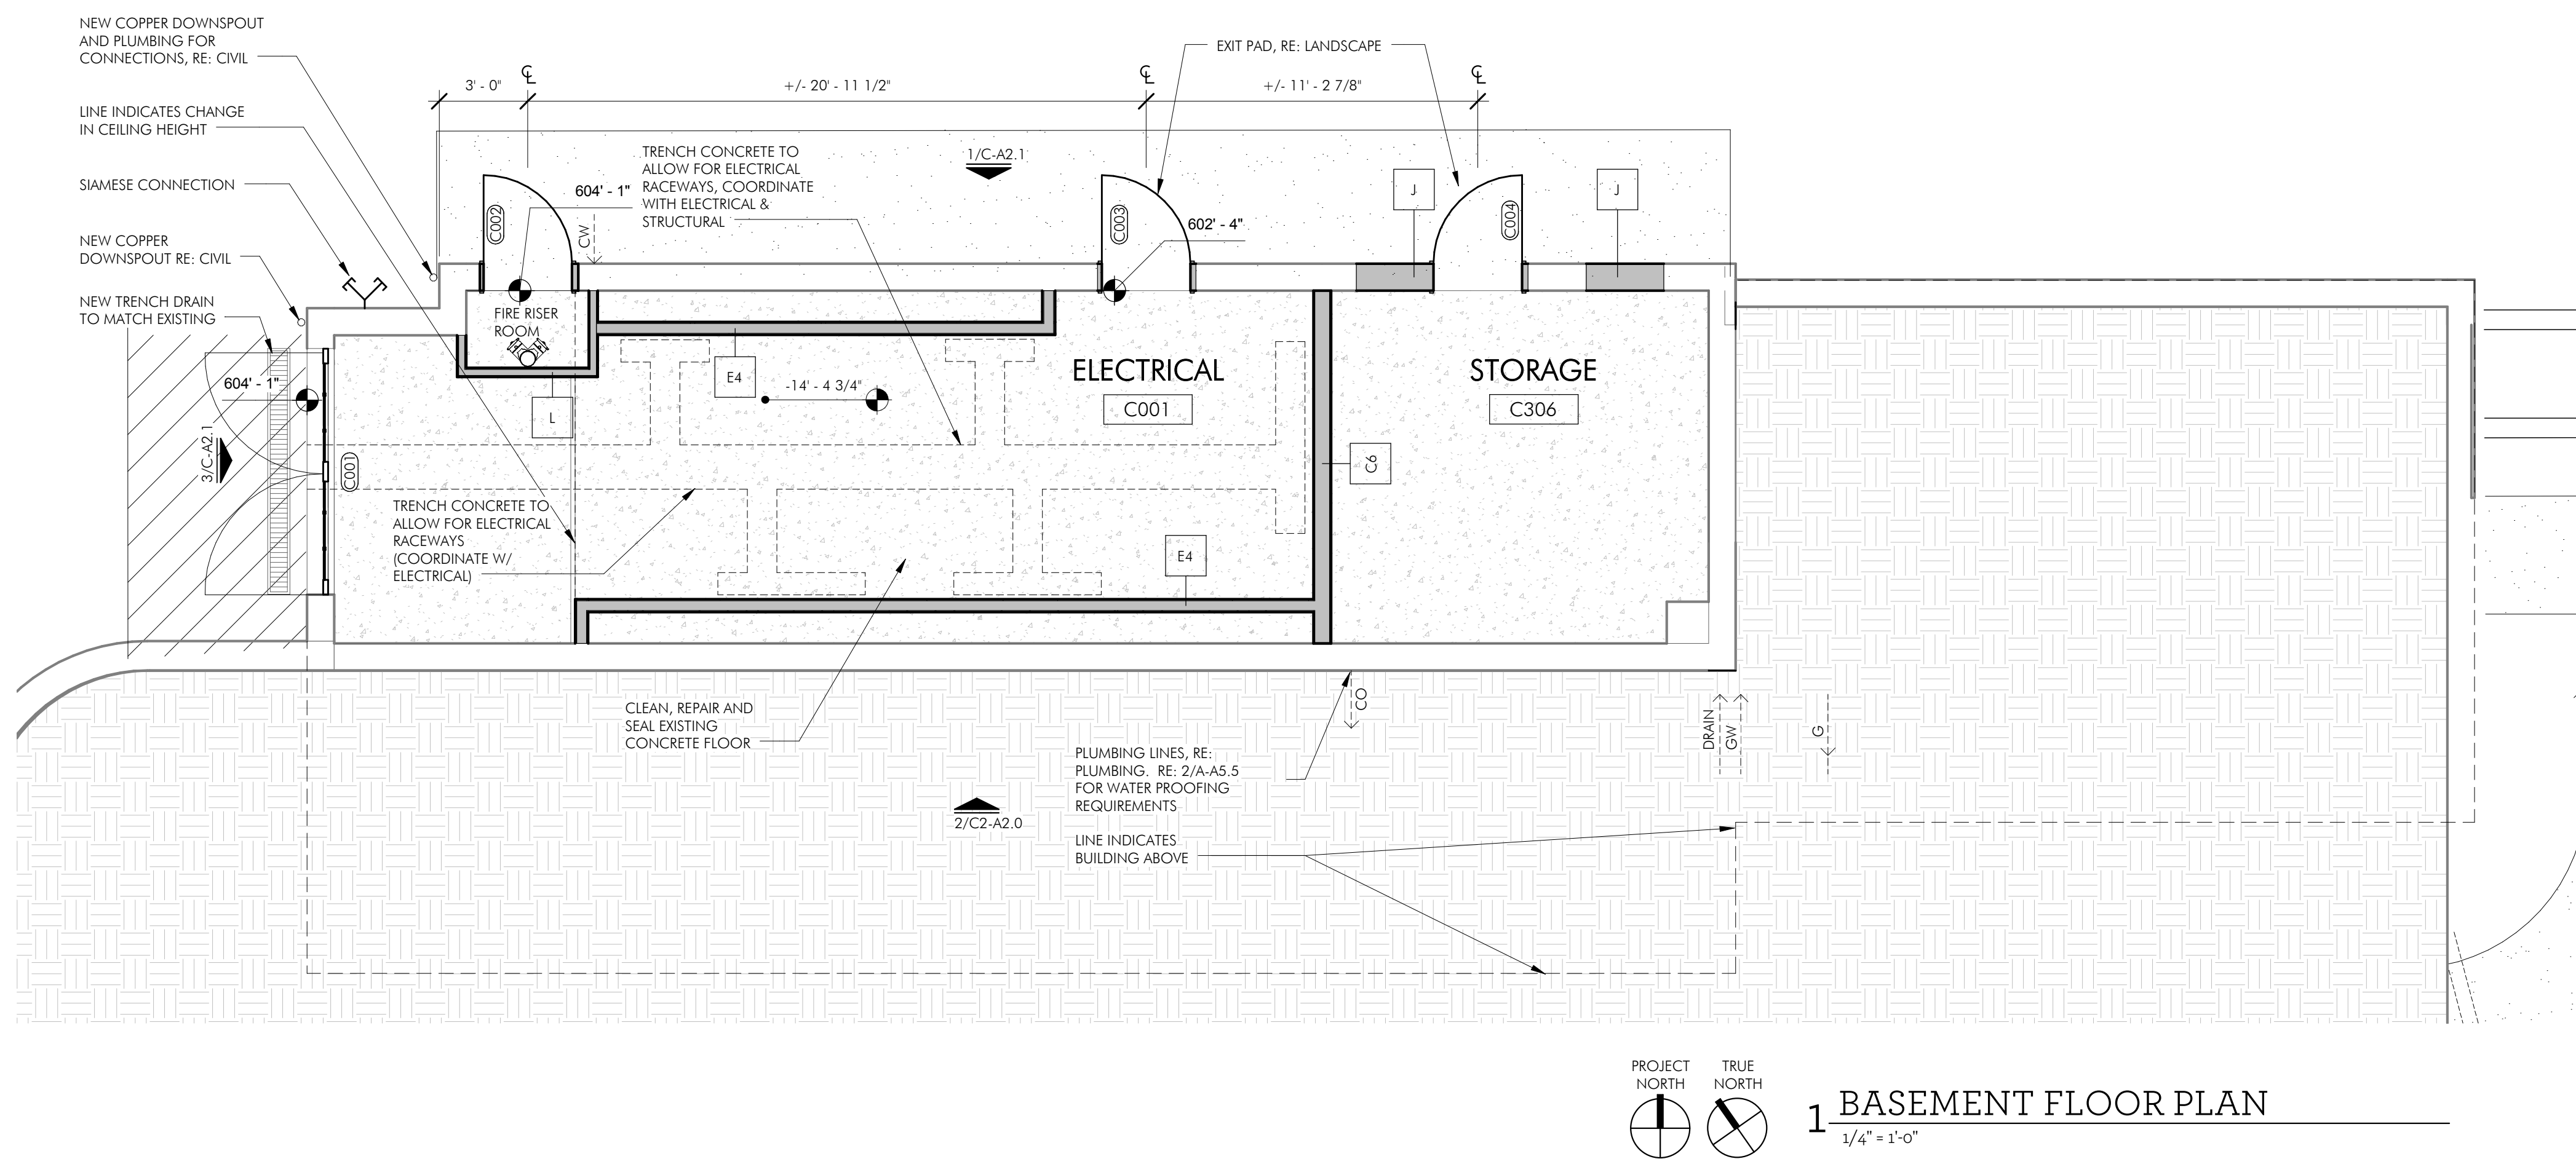 NEW COPPER DOWNSPOUT
AND PLUMBING FOR
CONNECTIONS, RE: CIVIL
LINE INDICATES CHANGE
IN CEILING HEIGHT
SIAMESE CONNECTION
NEW COPPER
DOWNSPOUT RE: CIVIL
NEW TRENCH DRAIN
TO MATCH EXISTING
3' - 0"
+/- 20' - 11 1/2"
+/- 11' - 2 7/8"
EXIT PAD, RE: LANDSCAPE
TRENCH CONCRETE TO
ALLOW FOR ELECTRICAL
RACEWAYS, COORDINATE
WITH ELECTRICAL &
STRUCTURAL
1/C-A2.1
604' - 1"
602' - 4"
C002
CW
C003
J
C004
J
FIRE RISER
ROOM
E4
-14' - 4 3/4"
L
ELECTRICAL
C001
STORAGE
C306
604' - 1"
3/C-A2.1
C001
C6
E4
TRENCH CONCRETE TO
ALLOW FOR ELECTRICAL
RACEWAYS
(COORDINATE W/
ELECTRICAL)
CLEAN, REPAIR AND
SEAL EXISTING
CONCRETE FLOOR
CO
DRAIN
GW
G
PLUMBING LINES, RE:
PLUMBING. RE: 2/A-A5.5
FOR WATER PROOFING
REQUIREMENTS
2/C2-A2.0
LINE INDICATES
BUILDING ABOVE
PROJECT
NORTH
TRUE
NORTH
1
BASEMENT FLOOR PLAN
1/4" = 1'-0"